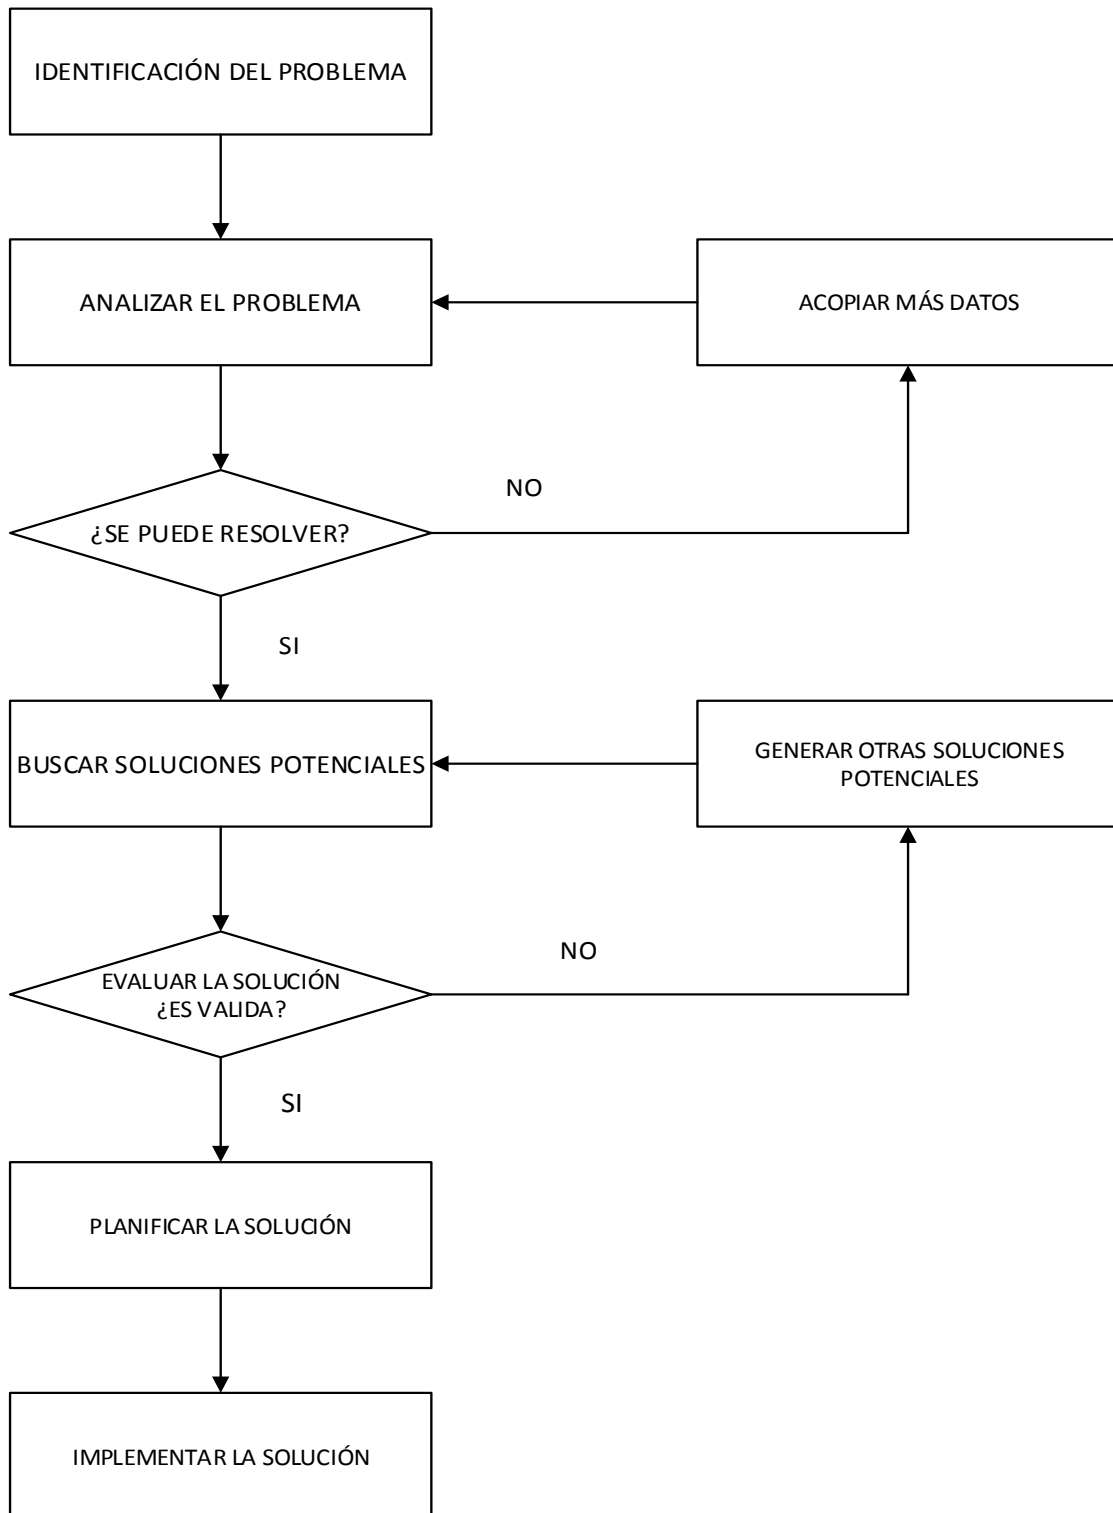 IDENTIFICACIÓN DEL PROBLEMA
ANALIZAR EL PROBLEMA
ACOPIAR MÁS DATOS
NO
¿SE PUEDE RESOLVER?
SI
BUSCAR SOLUCIONES POTENCIALES
GENERAR OTRAS SOLUCIONES
POTENCIALES
NO
EVALUAR LA SOLUCIÓN
¿ES VALIDA?
SI
PLANIFICAR LA SOLUCIÓN
IMPLEMENTAR LA SOLUCIÓN